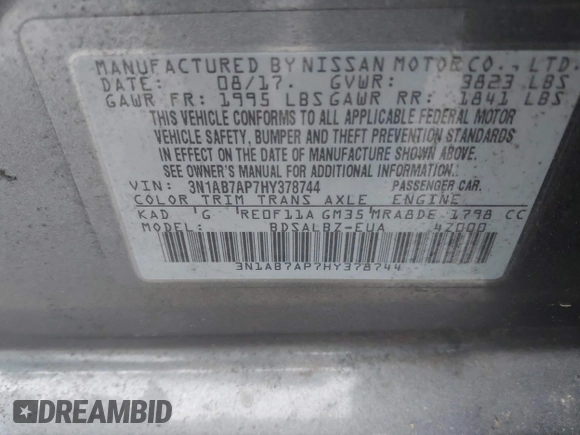 MANUFACTURED BY NISSAN MOTOR CO., LTD.
DATE: 08/17. GVWR: 3823 LBS
GAWR FR: 1995 LBS GAWR RR: 1841 LBS
THIS VEHICLE CONFORMS TO ALL APPLICABLE FEDERAL MOTOR
VEHICLE SAFETY, BUMPER AND THEFT PREVENTION STANDARDS
IN EFFECT ON THE DATE OF MANUFACTURE SHOWN ABOVE.
SEE OWNER'S MANUAL FOR ADDITIONAL INFORMATION.
VIN: 3N1AB7AP7HY378744 PASSENGER CAR.
COLOR TRIM TRANS AXLE ENGINE
KAD G RE0F11A GM35 MRA8DE 1798 CC
MODEL: BDSALBZ-EUA 4Z000
3N1AB7AP7HY378744
DREAMBID